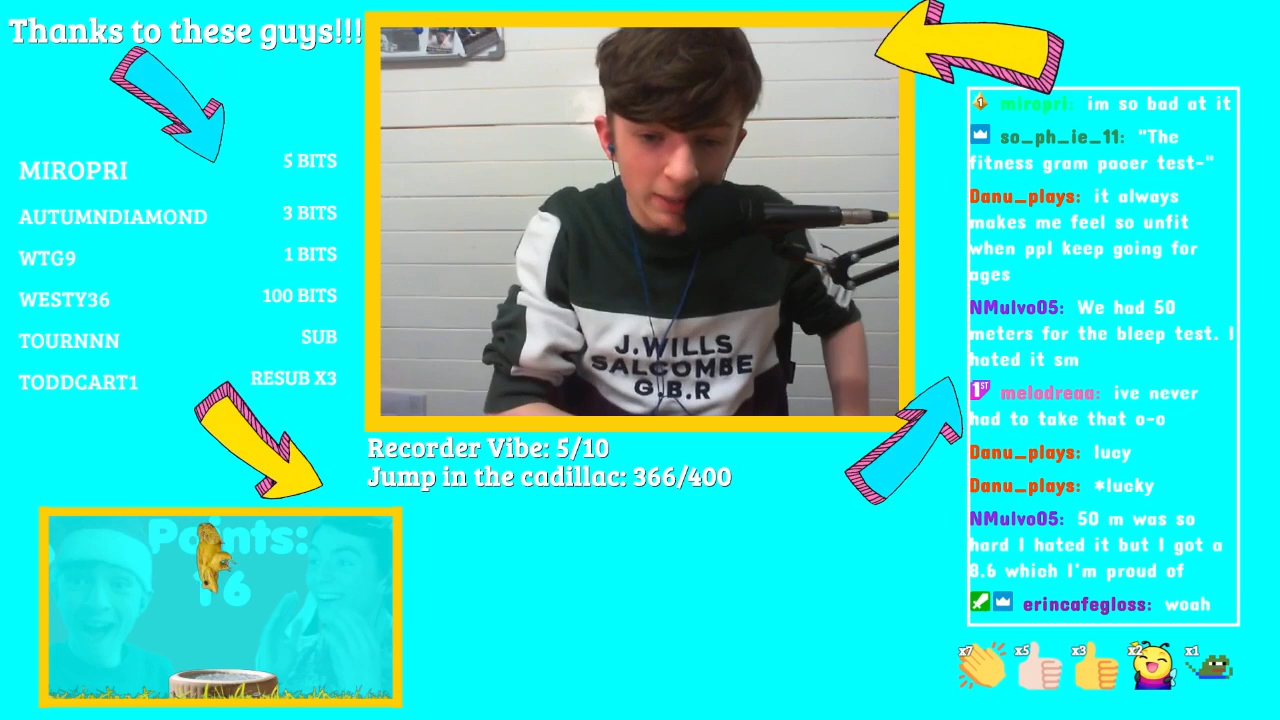 Thanks to these guys!!!
MIROPRI 5 BITS
AUTUMNDIAMOND 3 BITS
WTG9 1 BITS
WESTY36 100 BITS
TOURNNN SUB
TODDCART1 RESUB X3
J.WILLS
SALCOMBE
G.B.R
Recorder Vibe: 5/10
Jump in the cadillac: 366/400
Points:
16
miropri: im so bad at it
so_ph_ie_11: "The
fitness gram pacer test-"
Danu_plays: it always
makes me feel so unfit
when ppl keep going for
ages
NMulvo05: We had 50
meters for the bleep test. I
hated it sm
1ST melodreaa: ive never
had to take that o-o
Danu_plays: lucy
Danu_plays: *lucky
NMulvo05: 50 m was so
hard I hated it but I got a
8.6 which I'm proud of
erincafegloss: woah
x7 x5 x3 x2 x1